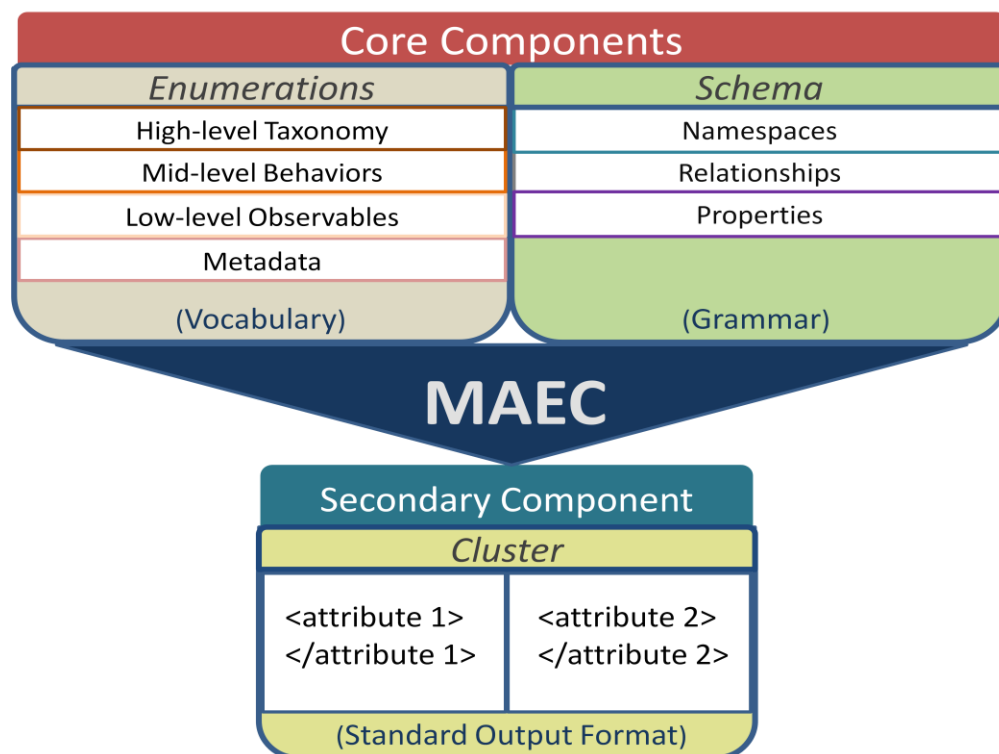 Core Components
Enumerations
High-level Taxonomy
Mid-level Behaviors
Low-level Observables
Metadata
(Vocabulary)
Schema
Namespaces
Relationships
Properties
(Grammar)
MAEC
Secondary Component
Cluster
<attribute 1>
</attribute 1>
<attribute 2>
</attribute 2>
(Standard Output Format)